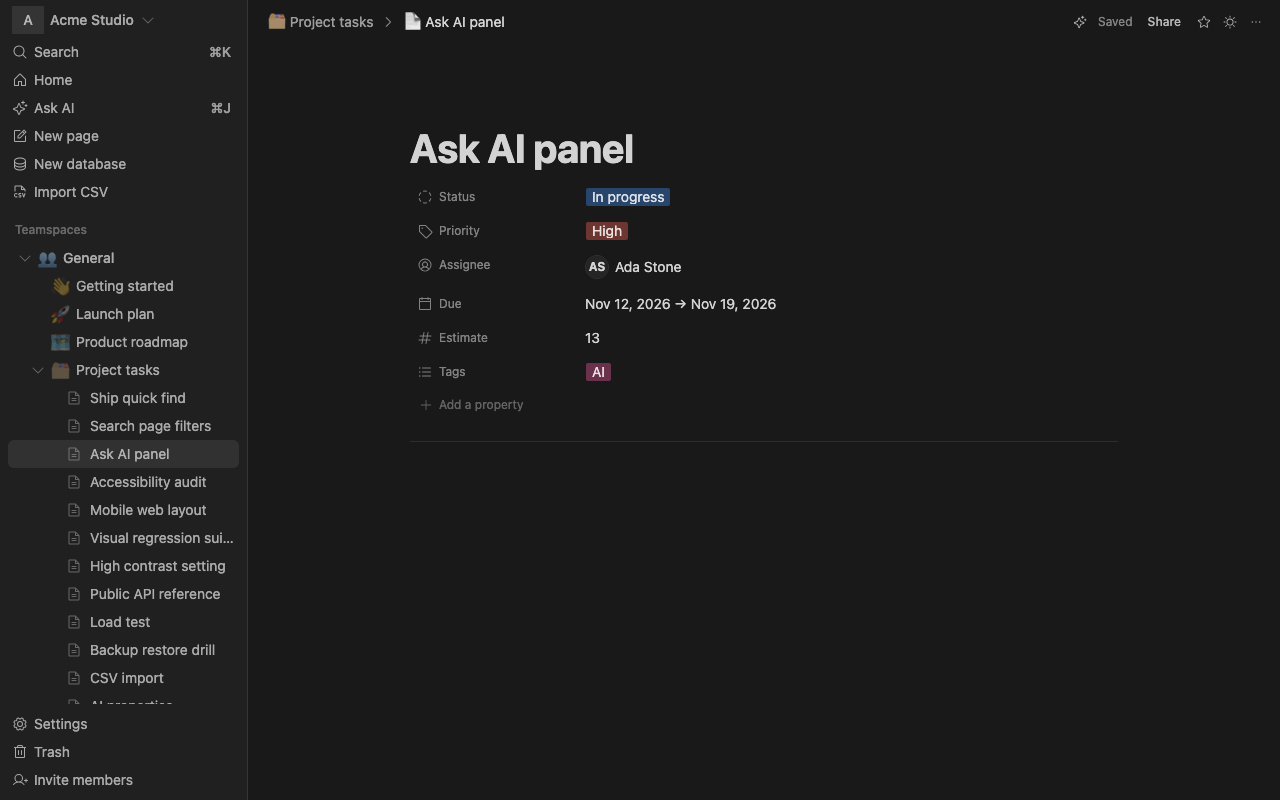 A Acme Studio
Search ⌘K
Home
Ask AI ⌘J
New page
New database
Import CSV
Teamspaces
General
Getting started
Launch plan
Product roadmap
Project tasks
Ship quick find
Search page filters
Ask AI panel
Accessibility audit
Mobile web layout
Visual regression sui...
High contrast setting
Public API reference
Load test
Backup restore drill
CSV import
AI properties
Settings
Trash
Invite members
Project tasks > Ask AI panel
Saved Share
Ask AI panel
Status In progress
Priority High
Assignee AS Ada Stone
Due Nov 12, 2026 → Nov 19, 2026
Estimate 13
Tags AI
Add a property